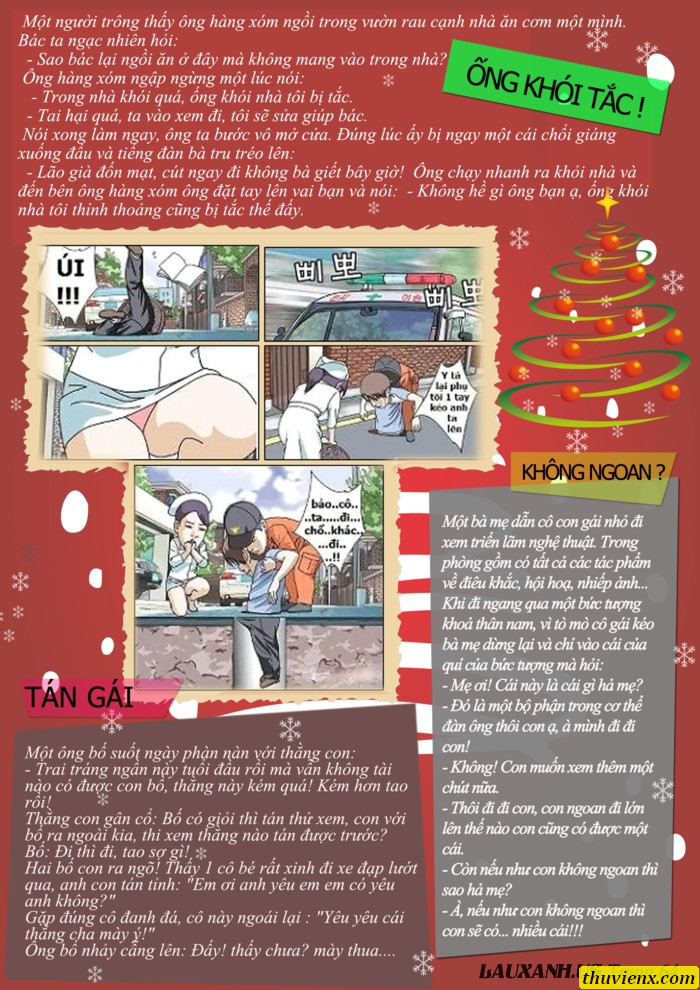 Một người trông thấy ông hàng xóm ngồi trong vườn rau cạnh nhà ăn cơm một mình.
Bác ta ngạc nhiên hỏi:
- Sao bác lại ngồi ăn ở đây mà không mang vào trong nhà?
Ông hàng xóm ngập ngừng một lúc nói:
- Trong nhà khói quá, ống khói nhà tôi bị tắc.
- Tai hại quá, ta vào xem đi, tôi sẽ sửa giúp bác.
Nói xong làm ngay, ông ta bước vô mở cửa. Đúng lúc ấy bị ngay một cái chổi giáng
xuống đầu và tiếng đàn bà tru tréo lên:
- Lão già đốn mạt, cút ngay đi không bà giết bây giờ! Ông chạy nhanh ra khỏi nhà và
đến bên ông hàng xóm ông đặt tay lên vai bạn và nói: - Không hề gì ông bạn ạ, ống khói
nhà tôi thỉnh thoảng cũng bị tắc thế đấy.
ỐNG KHÓI TẮC !
ÚI
!!!
삐 뽀
삐뽀
Y tá
lại phụ
tôi 1 tay
kéo anh
ta
lên
bảo..cô..
..ta.....đi...
chỗ..khác..
...đi..
..!!
KHÔNG NGOAN ?
Một bà mẹ dẫn cô con gái nhỏ đi
xem triển lãm nghệ thuật. Trong
phòng gồm có tất cả các tác phẩm
về điêu khắc, hội hoạ, nhiếp ảnh...
Khi đi ngang qua một bức tượng
khoả thân nam, vì tò mò cô gái kéo
bà mẹ dừng lại và chỉ vào cái của
quí của bức tượng mà hỏi:
- Mẹ ơi! Cái này là cái gì hả mẹ?
- Đó là một bộ phận trong cơ thể
đàn ông thôi con ạ, à mình đi đi
con!
- Không! Con muốn xem thêm một
chút nữa.
- Thôi đi đi con, con ngoan đi lớn
lên thế nào con cũng có được một
cái.
- Còn nếu như con không ngoan thì
sao hả mẹ?
- À, nếu như con không ngoan thì
con sẽ có... nhiều cái!!!
TÁN GÁI
Một ông bố suốt ngày phàn nàn với thằng con:
- Trai tráng ngần này tuổi đầu rồi mà vẫn không tài
nào có được con bồ, thằng này kém quá! Kém hơn tao
rồi!
Thằng con gân cổ: Bố có giỏi thì tán thử xem, con với
bố ra ngoài kia, thi xem thằng nào tán được trước?
Bố: Đi thì đi, tao sợ gì!
Hai bố con ra ngõ! Thấy 1 cô bé rất xinh đi xe đạp lướt
qua, anh con tán tỉnh: "Em ơi anh yêu em em có yêu
anh không?"
Gặp đúng cô đanh đá, cô này ngoái lại : "Yêu yêu cái
thằng cha mày ý!"
Ông bố nhảy cẫng lên: Đấy! thấy chưa? mày thua....
LAUXANH.US
thuvienx.com